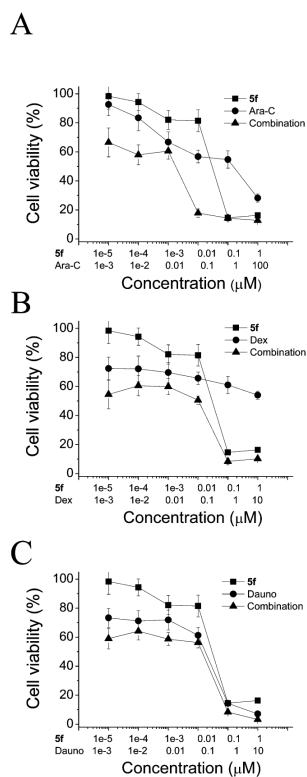 A
Cell viability (%)
100
80
60
40
20
0
5f
Ara-C
Combination
5f 1e-5 1e-4 1e-3 0.01 0.1 1
Ara-C 1e-3 1e-2 0.01 0.1 1 100
Concentration (μM)
B
Cell viability (%)
100
80
60
40
20
0
5f
Dex
Combination
5f 1e-5 1e-4 1e-3 0.01 0.1 1
Dex 1e-3 1e-2 0.01 0.1 1 10
Concentration (μM)
C
Cell viability (%)
100
80
60
40
20
0
5f
Dauno
Combination
5f 1e-5 1e-4 1e-3 0.01 0.1 1
Dauno 1e-3 1e-2 0.01 0.1 1 10
Concentration (μM)